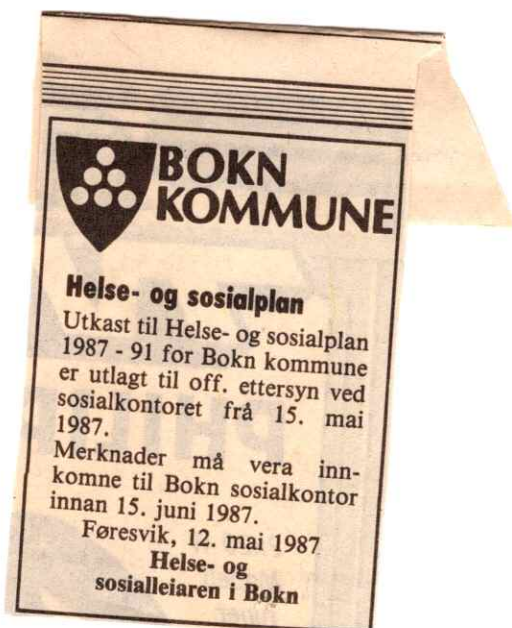 BOKN
KOMMUNE
Helse- og sosialplan
Utkast til Helse- og sosialplan
1987 - 91 for Bokn kommune
er utlagt til off. ettersyn ved
sosialkontoret frå 15. mai
1987.
Merknader må vera inn-
komne til Bokn sosialkontor
innan 15. juni 1987.
Føresvik, 12. mai 1987
Helse- og
sosialleiaren i Bokn